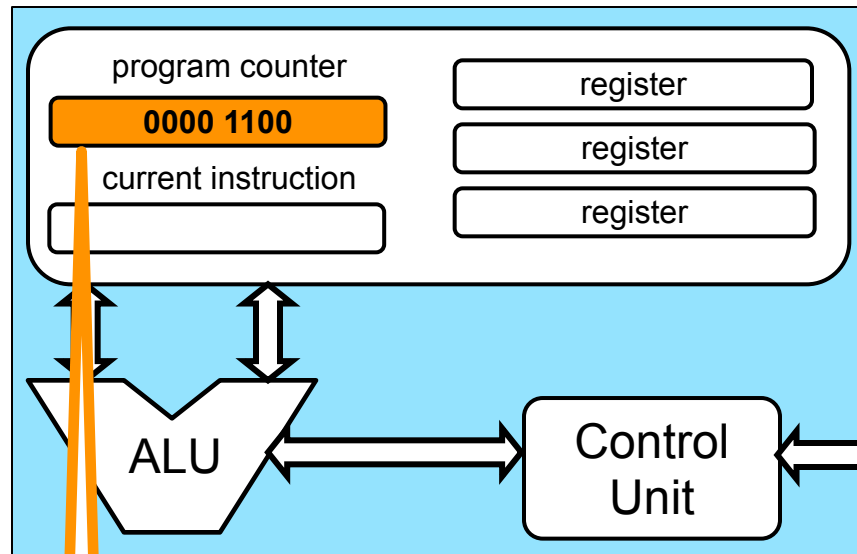 program counter
0000 1100
current instruction
register
register
register
ALU
Control
Unit